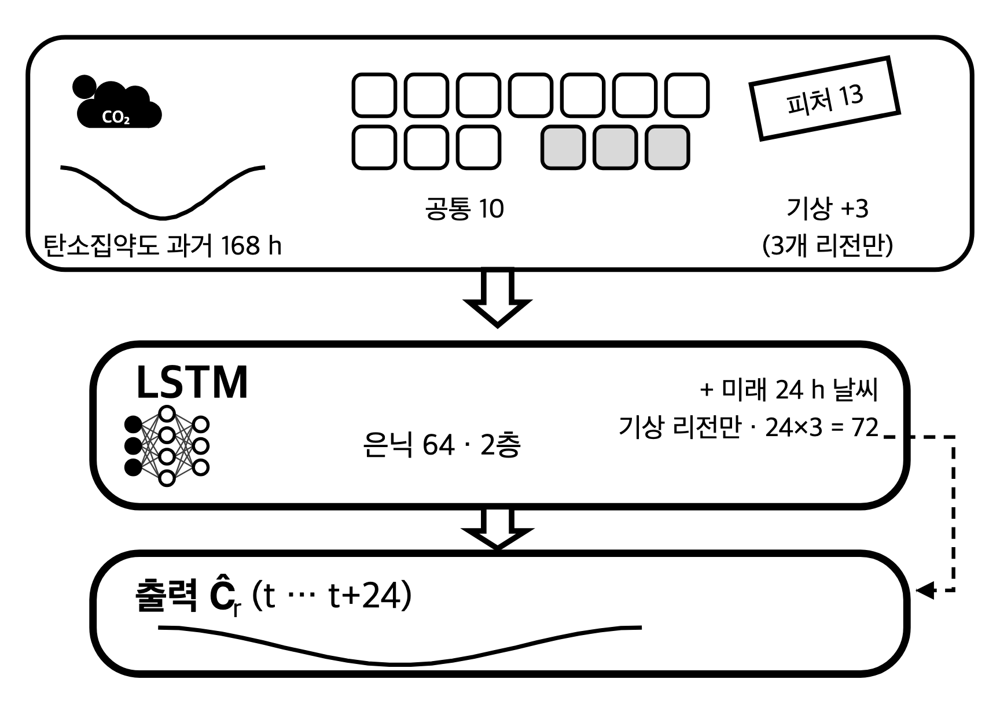 CO₂
피처 13
공통 10
기상 +3
탄소집약도 과거 168 h
(3개 리전만)
LSTM
+ 미래 24 h 날씨
기상 리전만 · 24×3 = 72
은닉 64 · 2층
출력 Ĉr (t ⋯ t+24)